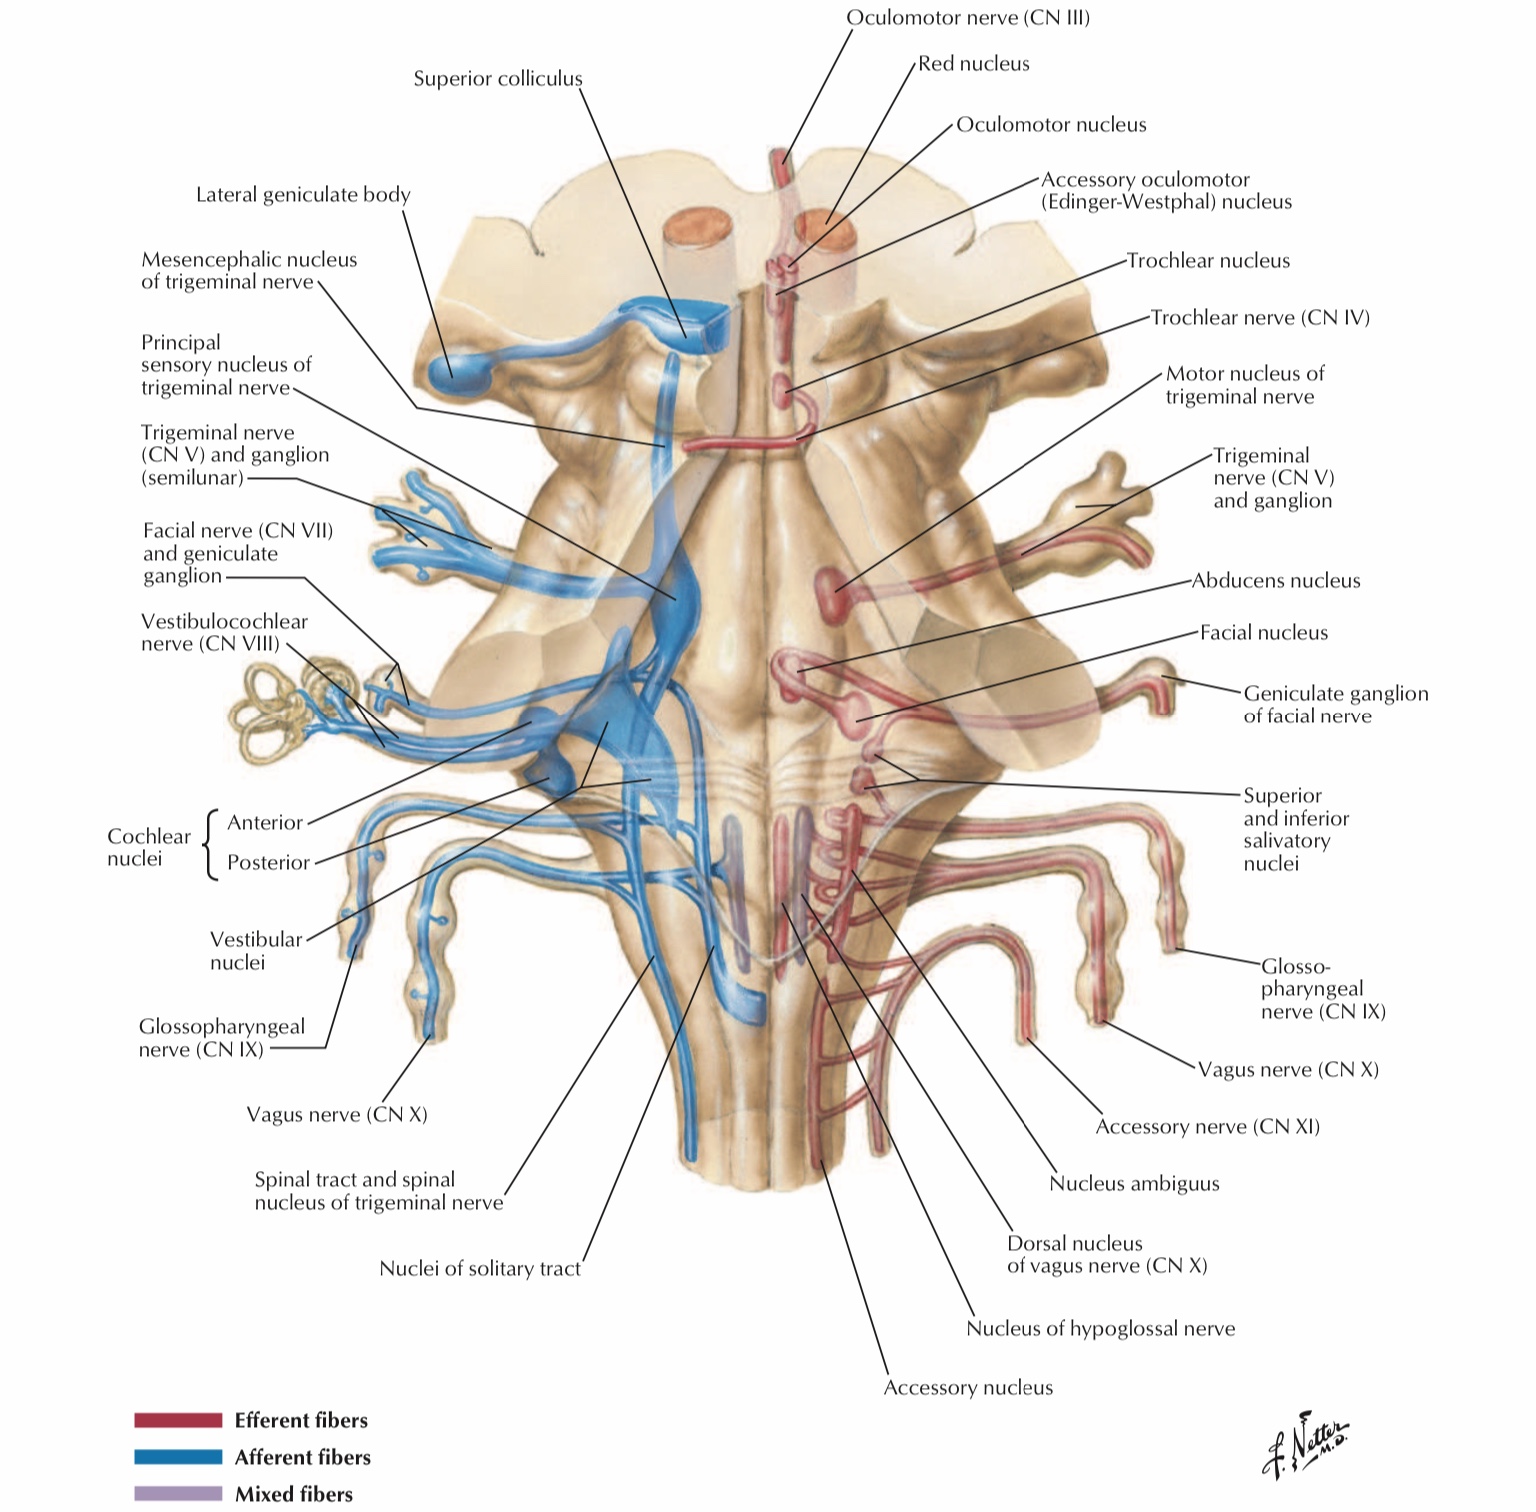 Oculomotor nerve (CN III)
Red nucleus
Superior colliculus
Oculomotor nucleus
Accessory oculomotor
(Edinger-Westphal) nucleus
Lateral geniculate body
Mesencephalic nucleus
of trigeminal nerve
Trochlear nucleus
Trochlear nerve (CN IV)
Principal
sensory nucleus of
trigeminal nerve
Motor nucleus of
trigeminal nerve
Trigeminal nerve
(CN V) and ganglion
(semilunar)
Trigeminal
nerve (CN V)
and ganglion
Facial nerve (CN VII)
and geniculate
ganglion
Abducens nucleus
Vestibulocochlear
nerve (CN VIII)
Facial nucleus
Geniculate ganglion
of facial nerve
Cochlear
nuclei
Anterior
Posterior
Superior
and inferior
salivatory
nuclei
Vestibular
nuclei
Glosso-
pharyngeal
nerve (CN IX)
Glossopharyngeal
nerve (CN IX)
Vagus nerve (CN X)
Vagus nerve (CN X)
Accessory nerve (CN XI)
Spinal tract and spinal
nucleus of trigeminal nerve
Nucleus ambiguus
Dorsal nucleus
of vagus nerve (CN X)
Nuclei of solitary tract
Nucleus of hypoglossal nerve
Accessory nucleus
Efferent fibers
Afferent fibers
Mixed fibers
F. Netter
M.D.